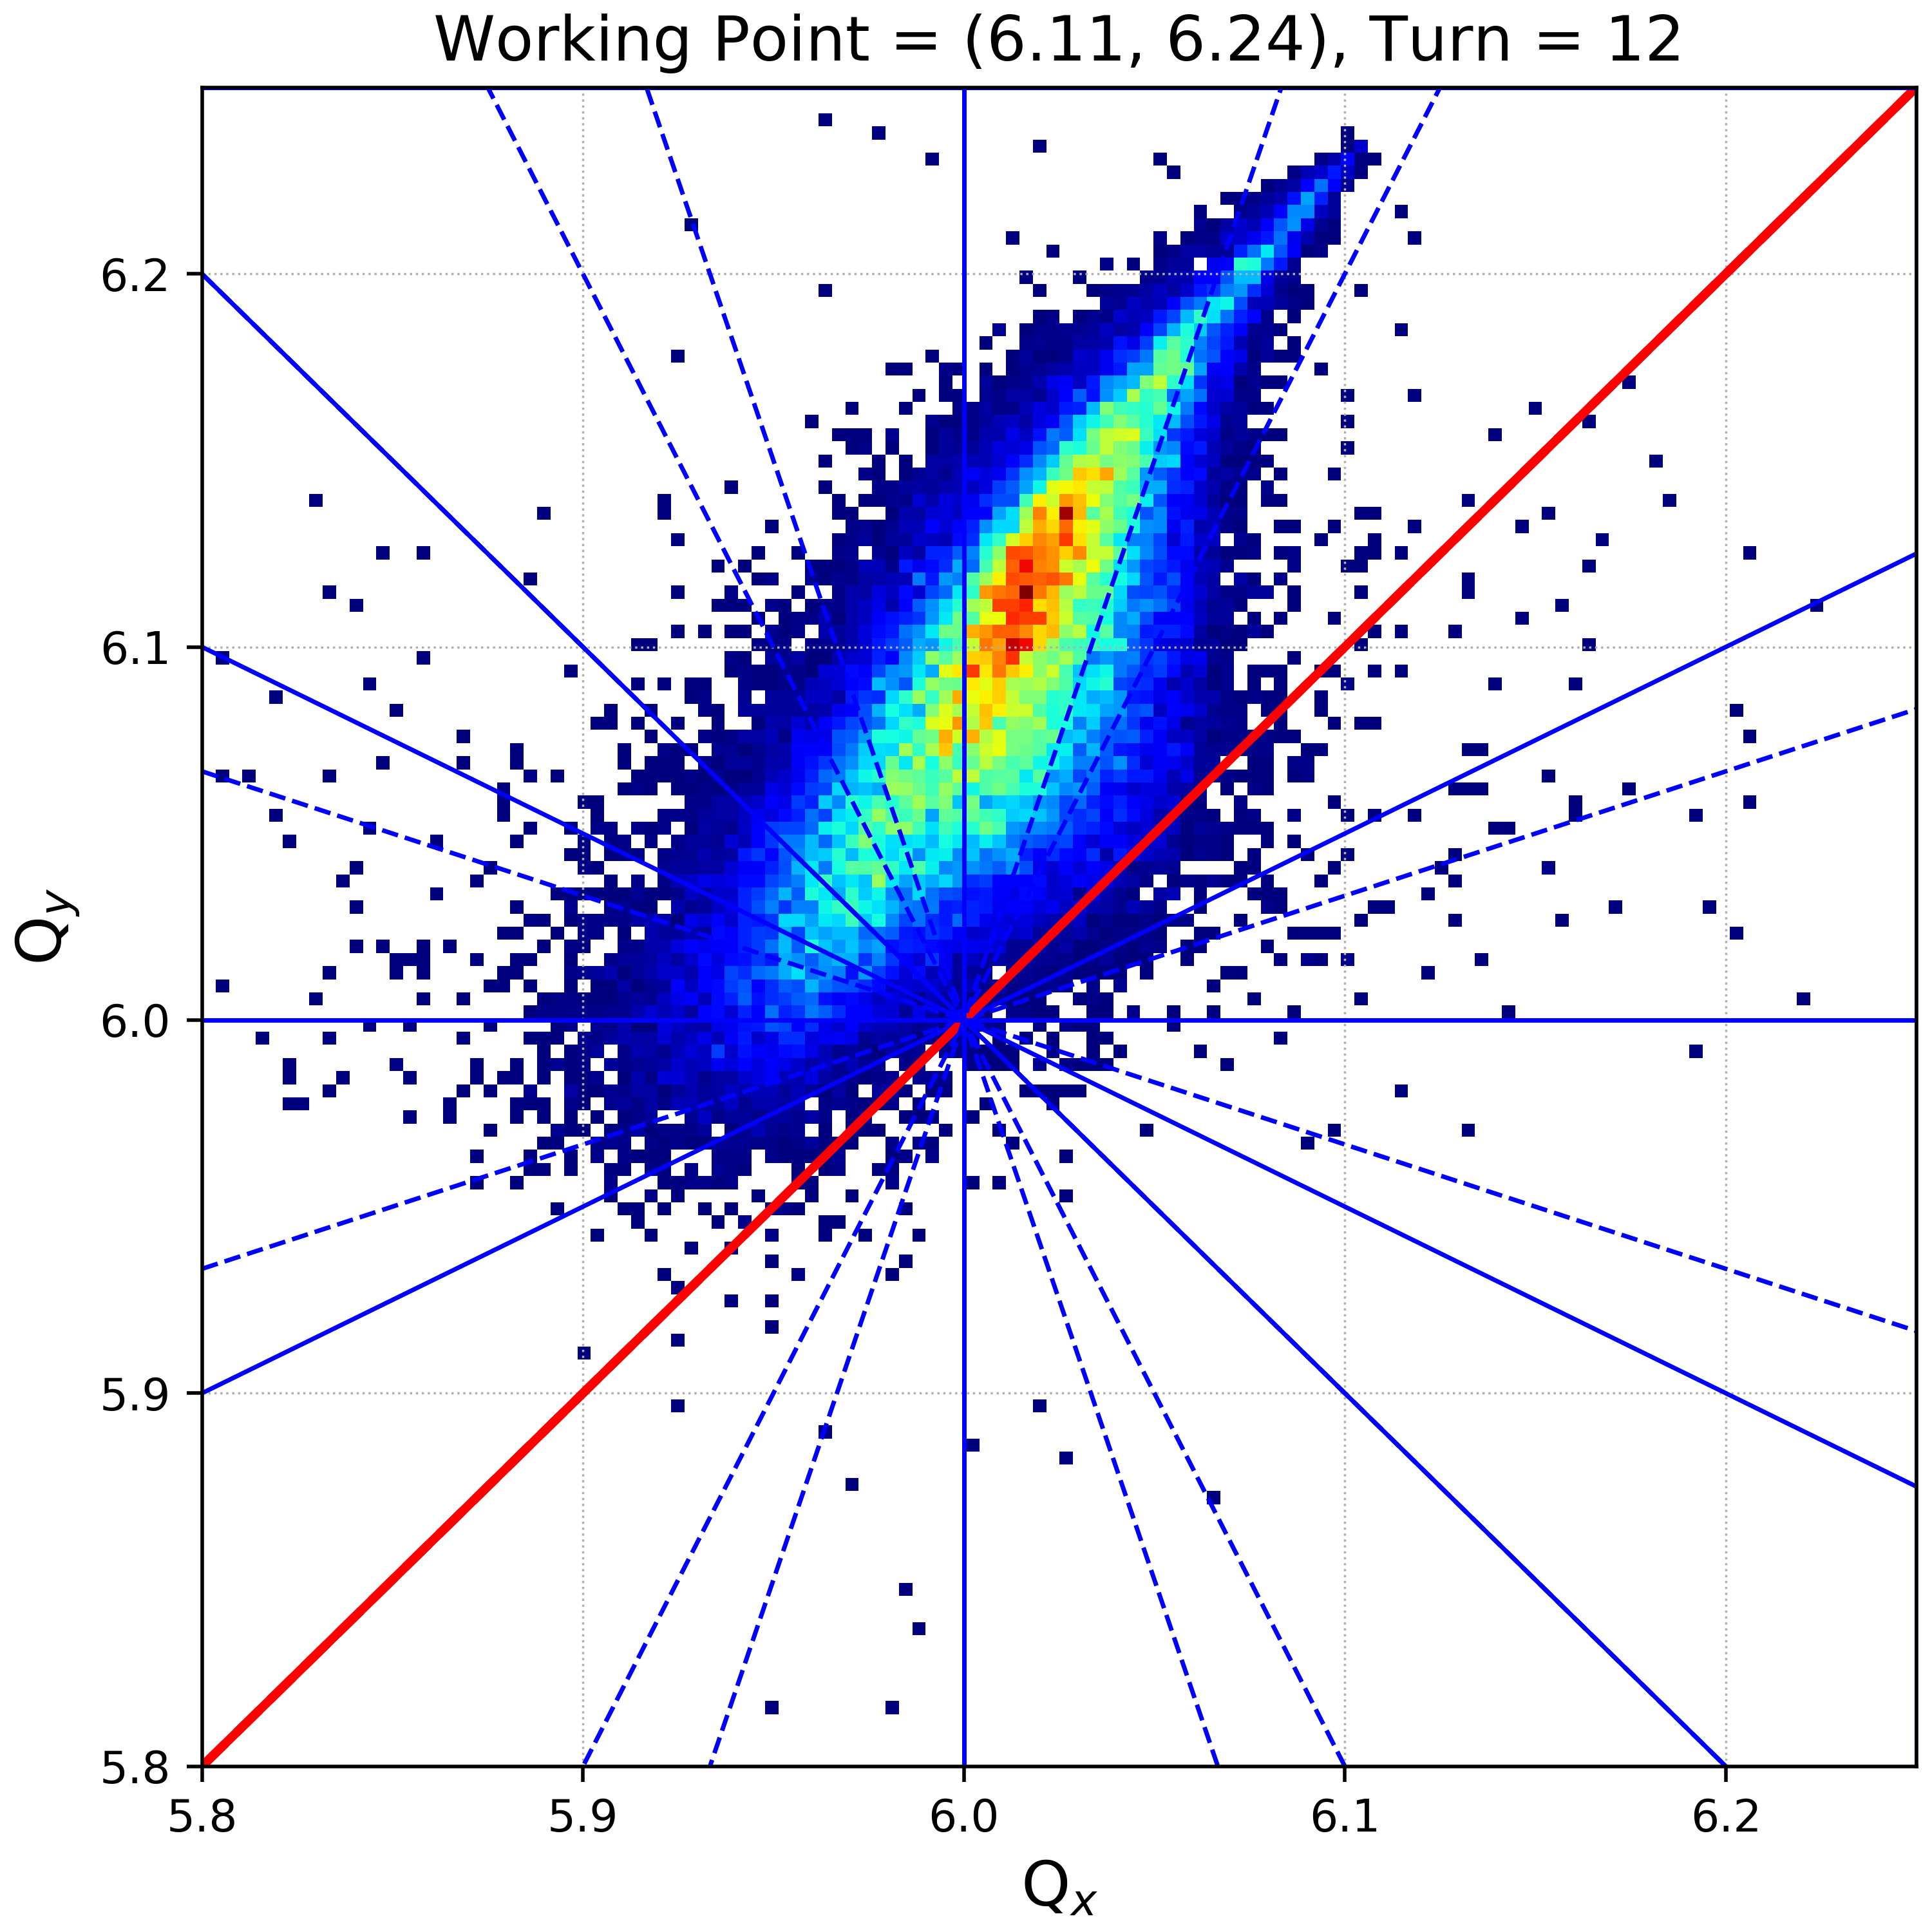 Working Point = (6.11, 6.24), Turn = 12
6.2
6.1
6.0
5.9
5.8
Qy
5.8 5.9 6.0 6.1 6.2
Qx